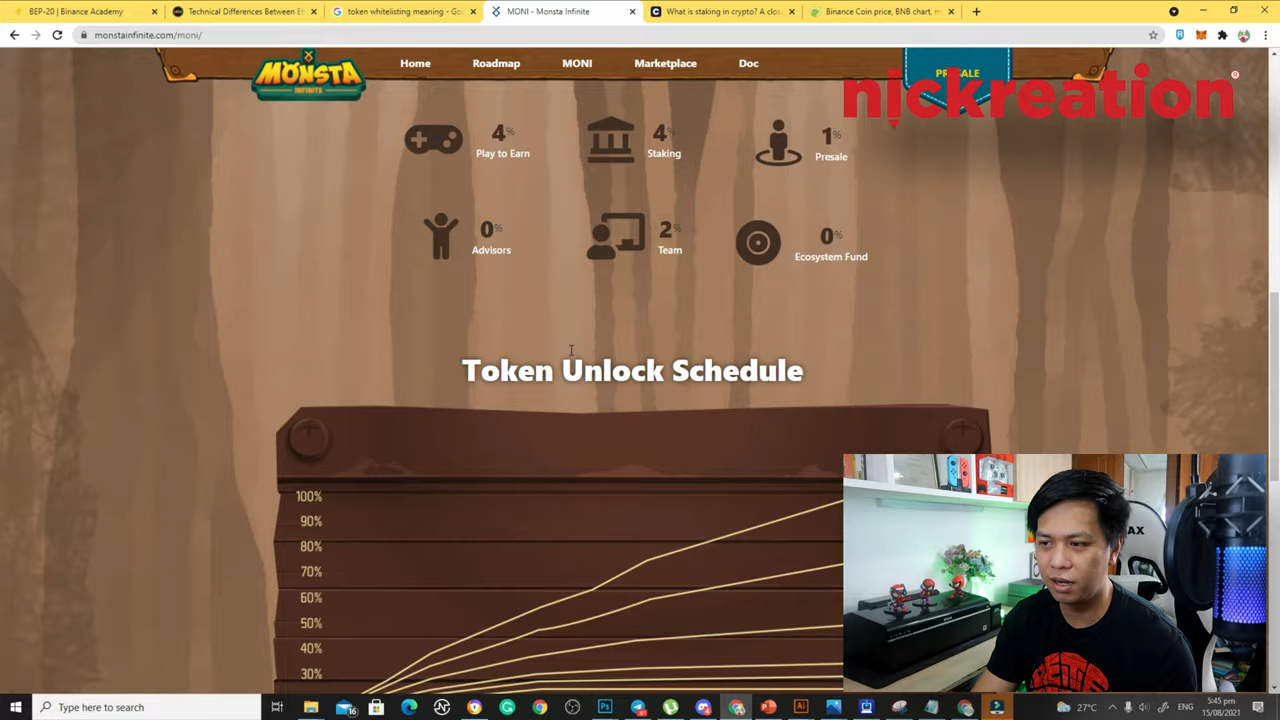 BEP-20 | Binance Academy
Technical Differences Between Et
token whitelisting meaning - Goo
MONI - Monsta Infinite
What is staking in crypto? A close
Binance Coin price, BNB chart, m
monstainfinite.com/moni/
MONSTA
INFINITE
Home
Roadmap
MONI
Marketplace
Doc
PRESALE
nickreation®
4%
Play to Earn
4%
Staking
1%
Presale
0%
Advisors
2%
Team
0%
Ecosystem Fund
Token Unlock Schedule
100%
90%
80%
70%
60%
50%
40%
30%
Type here to search
27°C
ENG
5:45 pm
15/08/2021